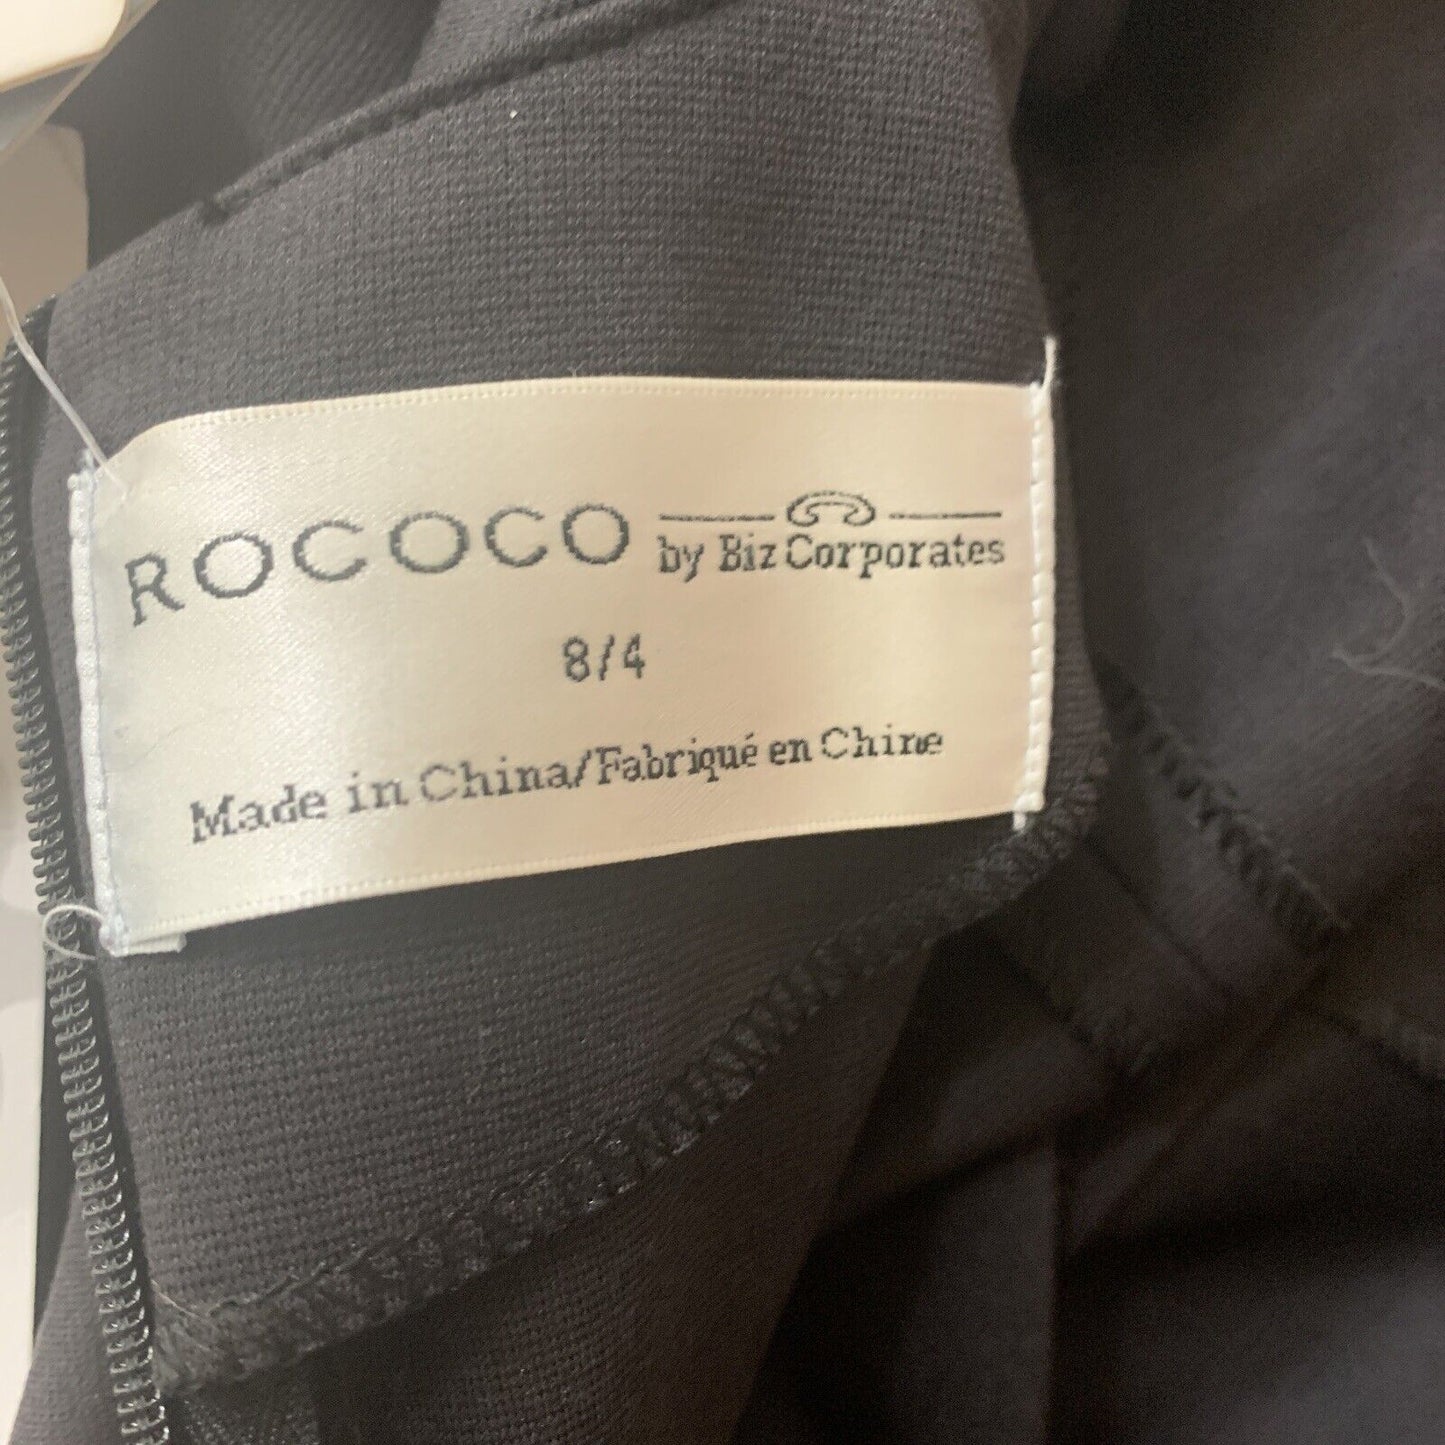 ROCOCO by Biz Corporates
8/4
Made in China/Fabriqué en Chine